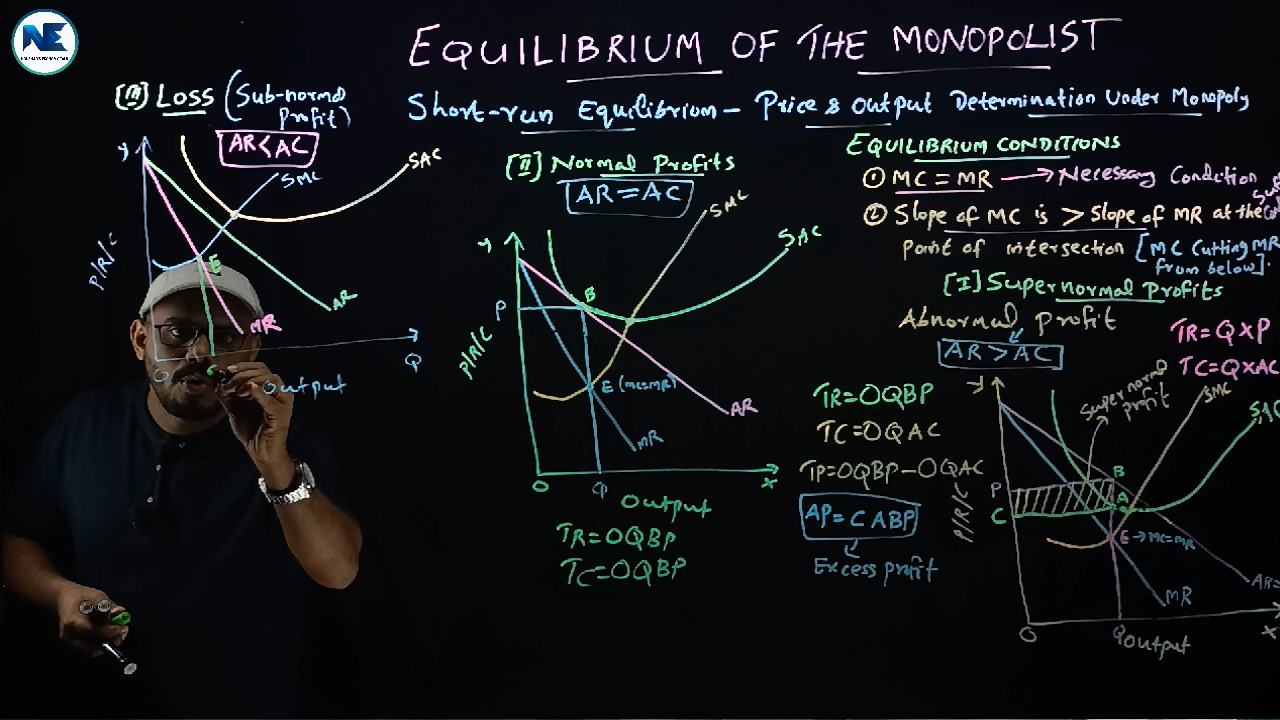 NE
EQUILIBRIUM OF THE MONOPOLIST
Short-run Equilibrium - Price & output Determination Under Monopoly
[III] Loss (Sub-normal
profit)
AR < AC
y
SMC
SAC
P/R/C
E
AR
MR
O
Q
output
[II] Normal Profits
AR = AC
y
SMC
SAC
P
B
P/R/C
E (MC=MR)
AR
MR
O
Q
output
X
TR = OQBP
TC = OQBP
EQUILIBRIUM CONDITIONS
① MC = MR → Necessary Condition
② Slope of MC is > Slope of MR at the
Point of intersection [MC Cutting MR
from below].
[I] Supernormal Profits
Abnormal profit
AR > AC
TR = Q×P
TC = Q×AC
TR = OQBP
TC = OQAC
TP = OQBP - OQAC
AP = CABP
Excess profit
y
Supernormal
profit
SMC
SAC
P
B
C
A
P/R/C
E → MC=MR
AR=
MR
O
Q
output
X